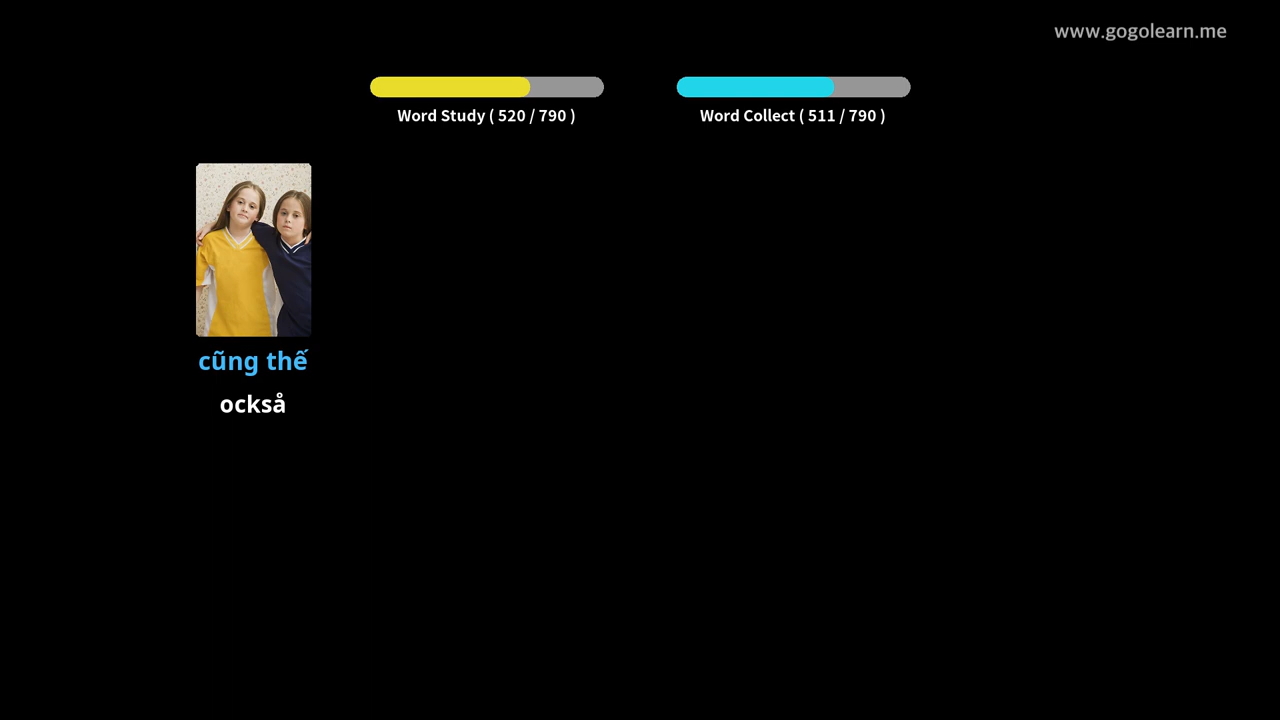 www.gogolearn.me
Word Study ( 520 / 790 )
Word Collect ( 511 / 790 )
cũng thế
också